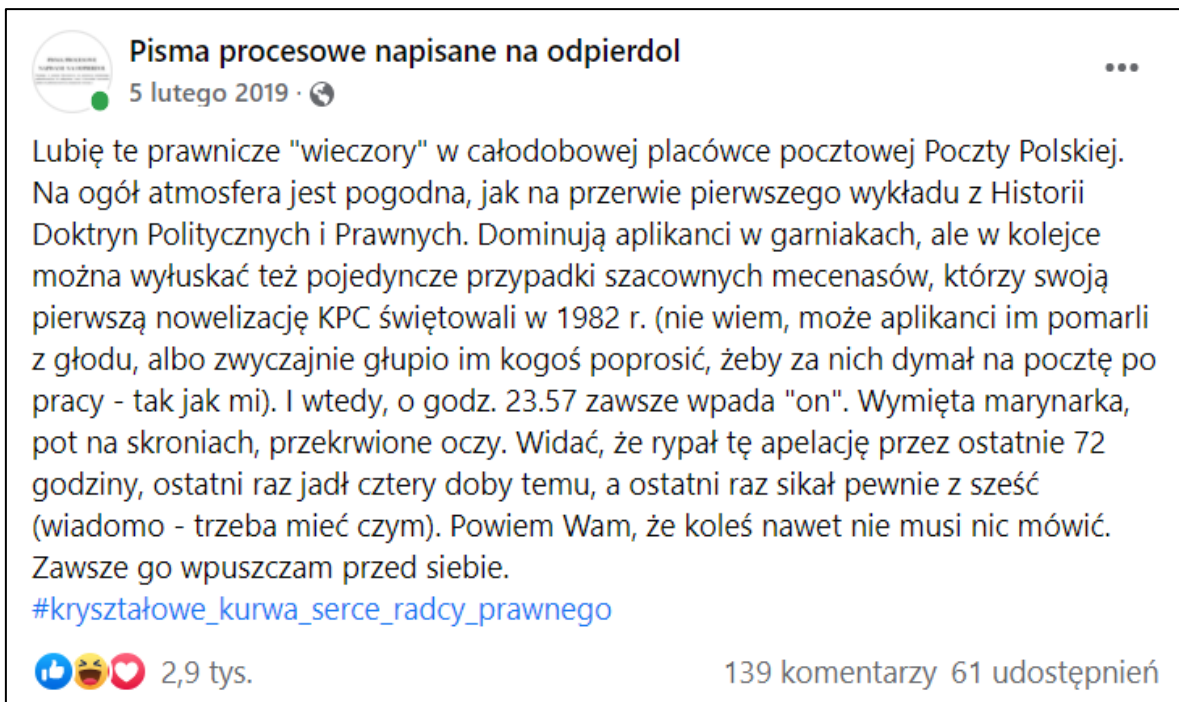 Pisma procesowe napisane na odpierdol
5 lutego 2019
Lubię te prawnicze "wieczory" w całodobowej placówce pocztowej Poczty Polskiej.
Na ogół atmosfera jest pogodna, jak na przerwie pierwszego wykładu z Historii
Doktryn Politycznych i Prawnych. Dominują aplikanci w garniakach, ale w kolejce
można wyłuskać też pojedyncze przypadki szacownych mecenasów, którzy swoją
pierwszą nowelizację KPC świętowali w 1982 r. (nie wiem, może aplikanci im pomarli
z głodu, albo zwyczajnie głupio im kogoś poprosić, żeby za nich dymał na pocztę po
pracy - tak jak mi). I wtedy, o godz. 23.57 zawsze wpada "on". Wymięta marynarka,
pot na skroniach, przekrwione oczy. Widać, że rypał tę apelację przez ostatnie 72
godziny, ostatni raz jadł cztery doby temu, a ostatni raz sikał pewnie z sześć
(wiadomo - trzeba mieć czym). Powiem Wam, że koleś nawet nie musi nic mówić.
Zawsze go wpuszczam przed siebie.
#kryształowe_kurwa_serce_radcy_prawnego
2,9 tys. 139 komentarzy 61 udostępnień